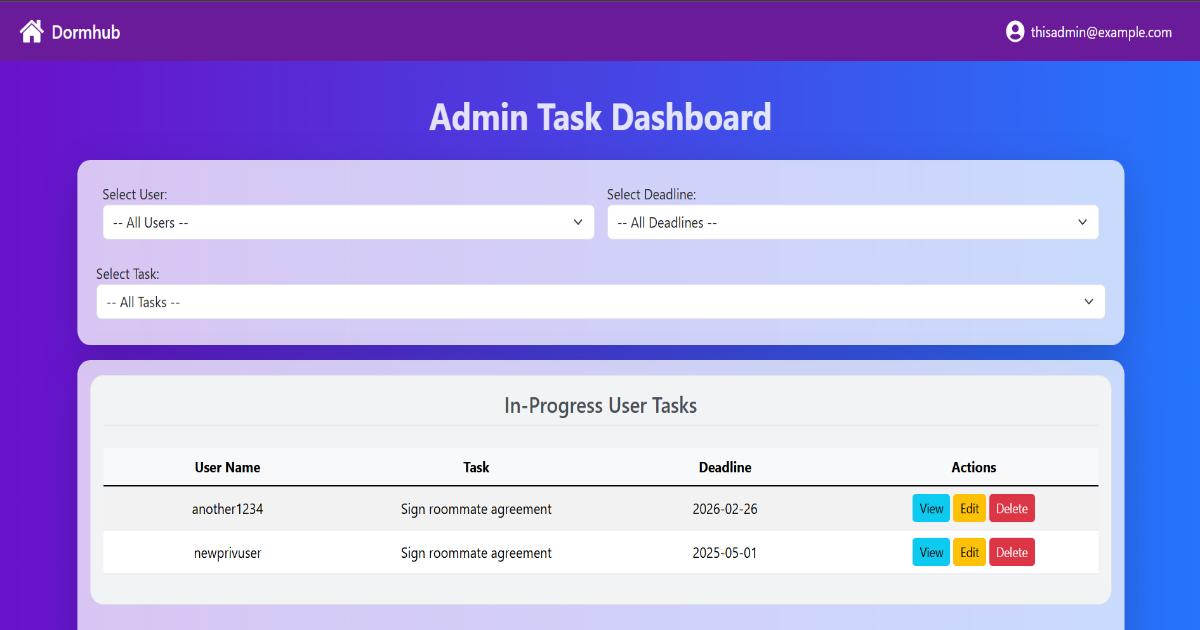 Dormhub thisadmin@example.com
Admin Task Dashboard
Select User: Select Deadline:
-- All Users -- -- All Deadlines --
Select Task:
-- All Tasks --
In-Progress User Tasks
User Name Task Deadline Actions
another1234 Sign roommate agreement 2026-02-26 View Edit Delete
newprivuser Sign roommate agreement 2025-05-01 View Edit Delete